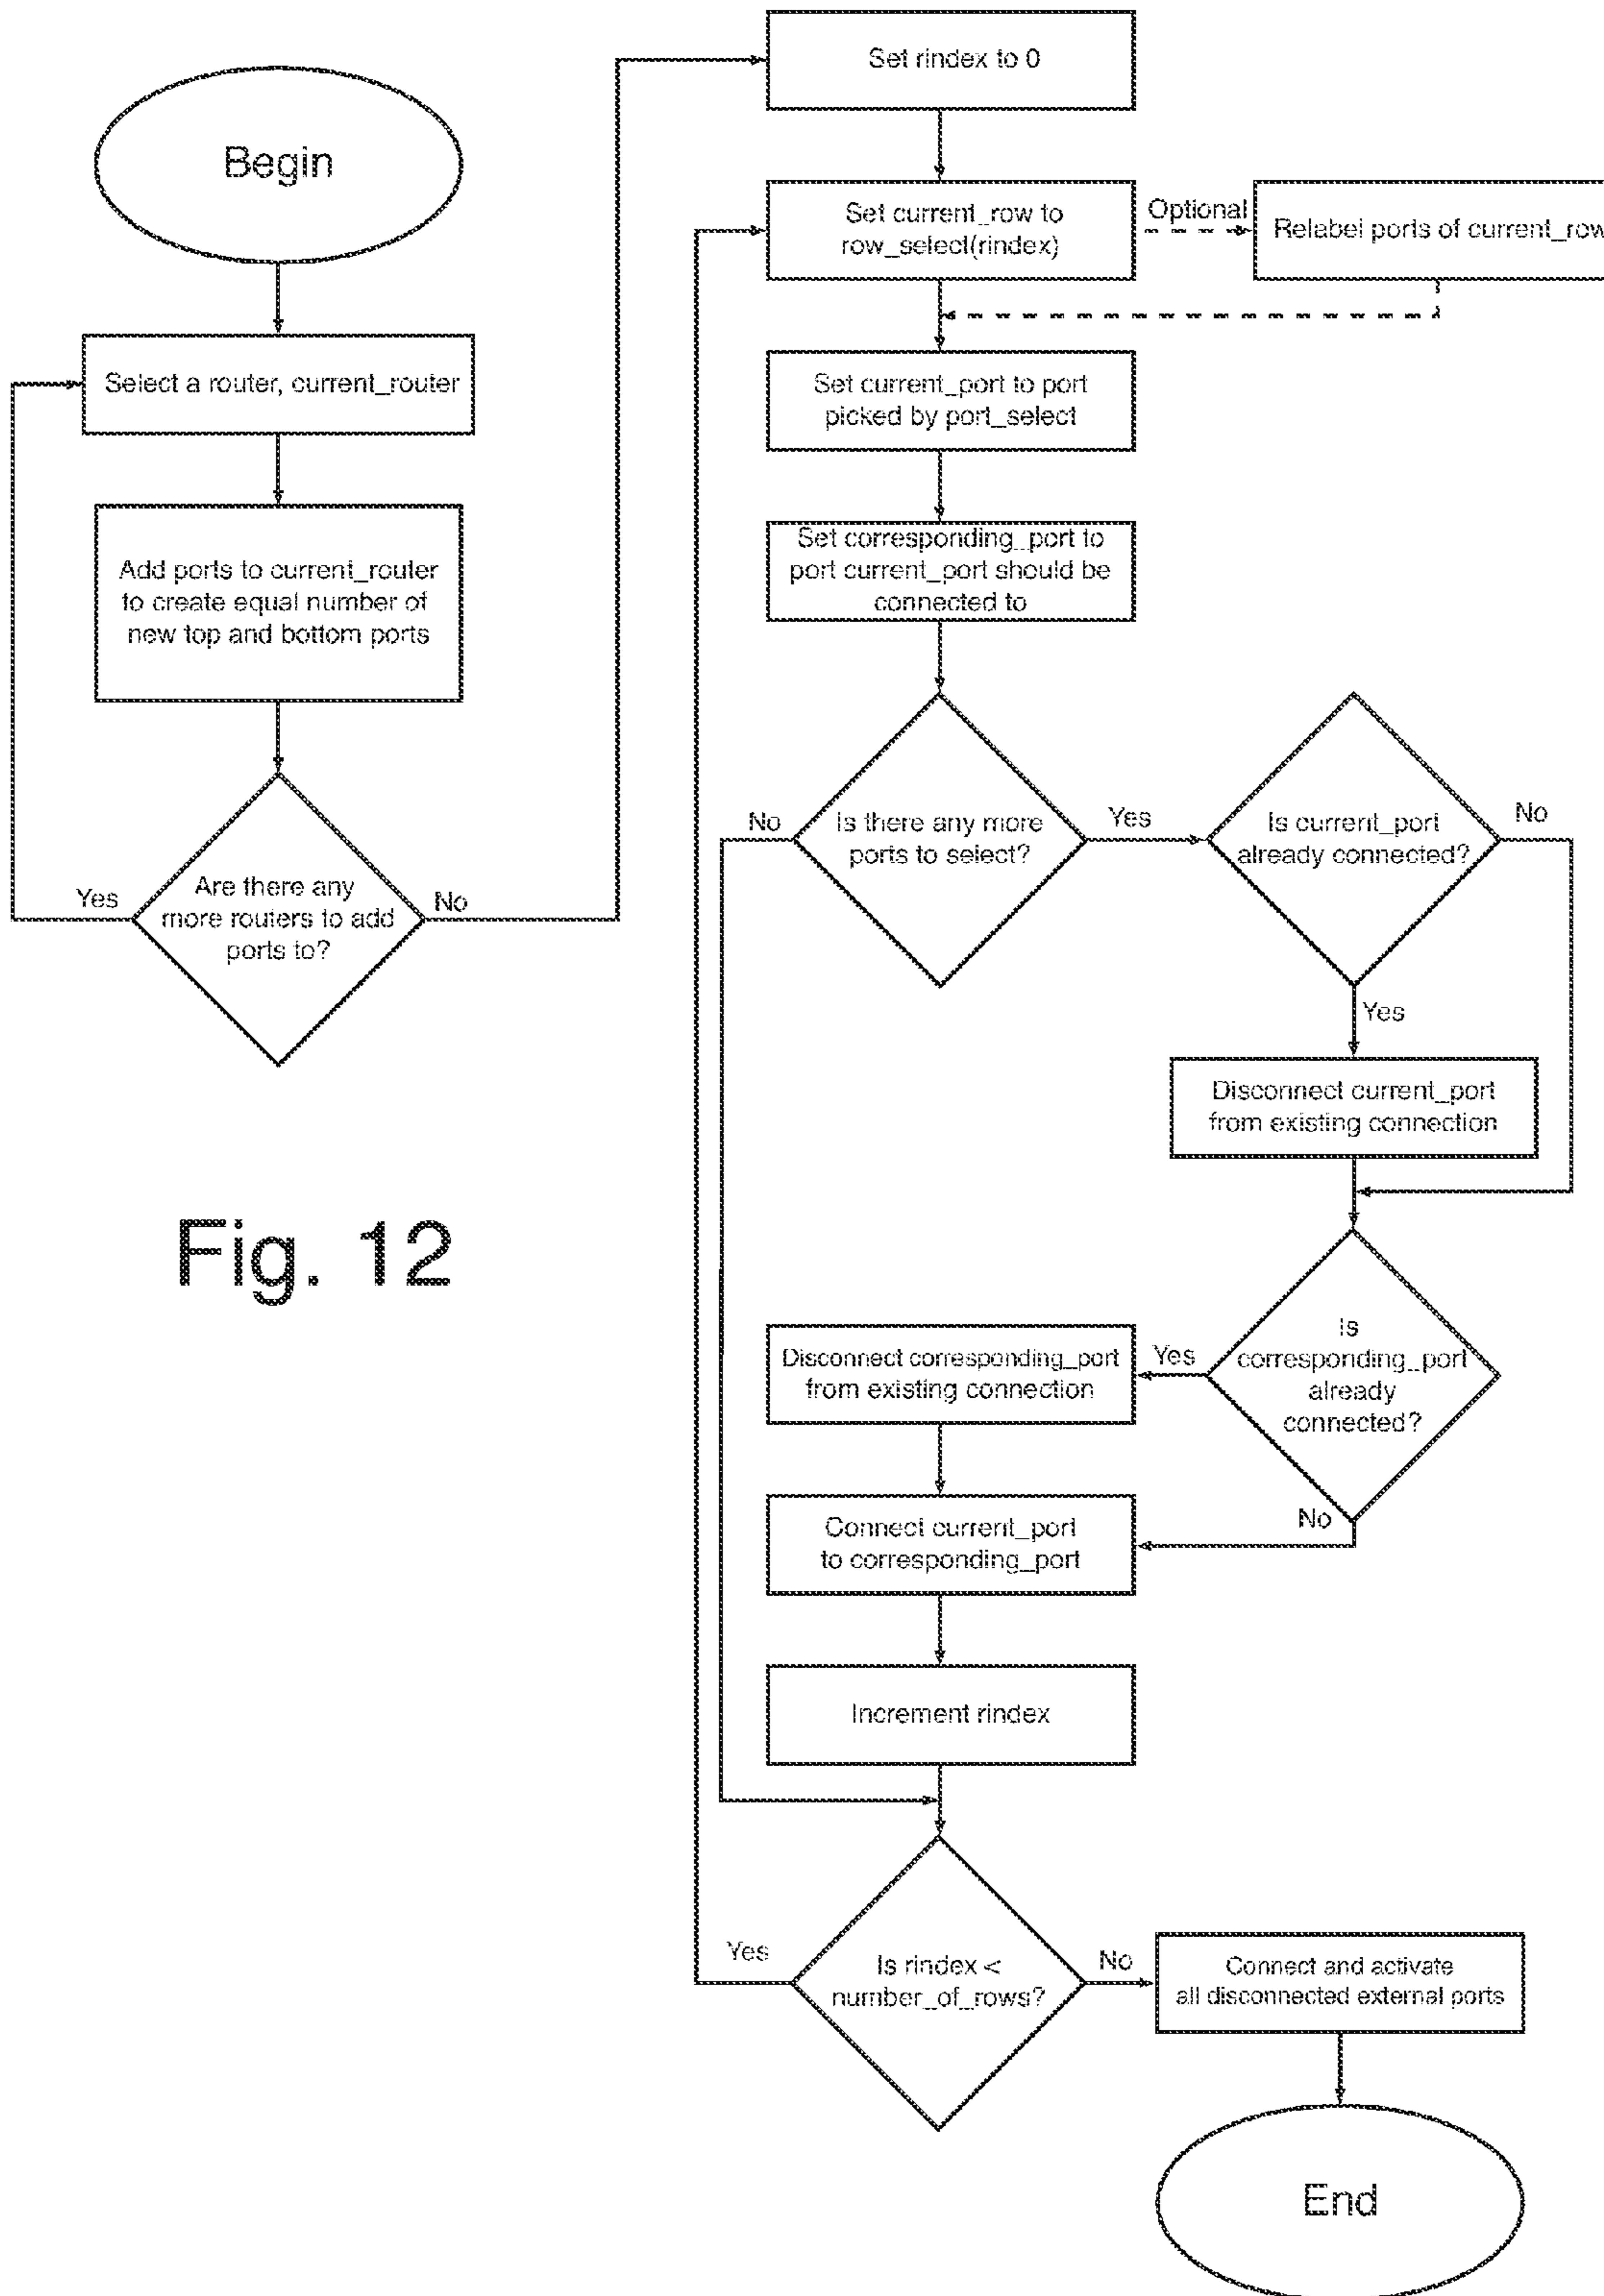 Begin
Select a router, current_router
Add ports to current_router
to create equal number of
new top and bottom ports
Are there any
more routers to add
ports to?
Yes
No
Fig. 12
Set rindex to 0
Set current_row to
row_select(rindex)
Optional
Relabel ports of current_row
Set current_port to port
picked by port_select
Set corresponding_port to
port current_port should be
connected to
Is there any more
ports to select?
No
Yes
Is current_port
already connected?
No
Yes
Disconnect current_port
from existing connection
Is
corresponding_port
already
connected?
Yes
No
Disconnect corresponding_port
from existing connection
Connect current_port
to corresponding_port
Increment rindex
Is rindex <
number_of_rows?
Yes
No
Connect and activate
all disconnected external ports
End